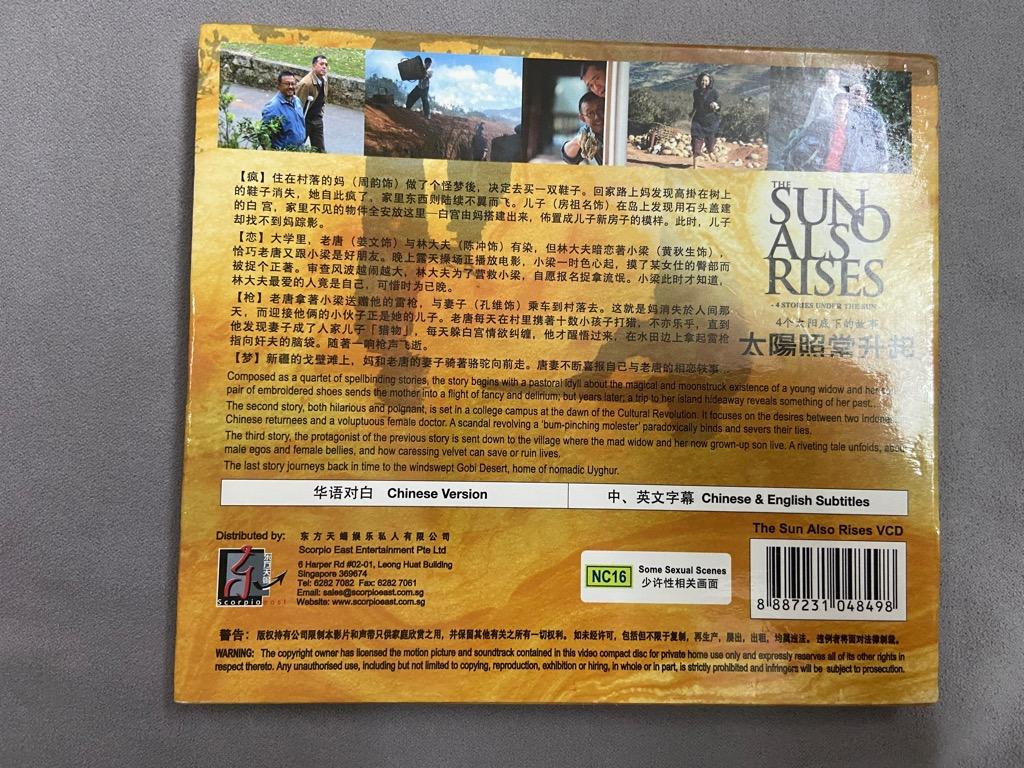 【疯】住在村落的妈（周韵饰）做了个怪梦後，决定去买一双鞋子。回家路上妈发现高掛在树上
的鞋子消失，她自此疯了，家里东西则陆续不翼而飞。儿子（房祖名饰）在岛上发现用石头盖建
的白宫，家里不见的物件全安放这里—白宫由妈搭建出来，佈置成儿子新房子的模样。此时，儿子
却找不到妈踪影。
【恋】大学里，老唐（姜文饰）与林大夫（陈冲饰）有染，但林大夫暗恋著小梁（黄秋生饰），
恰巧老唐又跟小梁是好朋友。晚上露天操场正播放电影，小梁一时色心起，摸了某女仕的臀部而
被捉个正著。审查风波越闹越大，林大夫为了营救小梁，自愿报名捉拿流氓。小梁此时才知道，
林大夫最爱的人竟是自己，可惜时为已晚。
【枪】老唐拿著小梁送赠他的雷枪，与妻子（孔维饰）乘车到村落去。这就是妈消失於人间那
天，而迎接他俩的小伙子正是她的儿子。老唐每天在村里携著十数小孩子打猎，不亦乐乎，直到
他发现妻子成了人家儿子「猎物」，每天躲白宫情欲纠缠，他才醒悟过来，在水田边上拿起雷枪
指向奸夫的脑袋。随著一响枪声飞逝。
【梦】新疆的戈壁滩上，妈和老唐的妻子骑著骆驼向前走。唐妻不断喜报自己与老唐的相恋轶事...
THE
SUN
ALSO
RISES
- 4 STORIES UNDER THE SUN -
4个太阳底下的故事
太陽照常升起
Composed as a quartet of spellbinding stories, the story begins with a pastoral idyll about the magical and moonstruck existence of a young widow and her
pair of embroidered shoes sends the mother into a flight of fancy and delirium; but years later; a trip to her island hideaway reveals something of her past...
The second story, both hilarious and poignant, is set in a college campus at the dawn of the Cultural Revolution. It focuses on the desires between two
Chinese returnees and a voluptuous female doctor. A scandal revolving a 'bum-pinching molester' paradoxically binds and severs their ties.
The third story, the protagonist of the previous story is sent down to the village where the mad widow and her now grown-up son live. A riveting tale unfolds,
male egos and female bellies, and how caressing velvet can save or ruin lives.
The last story journeys back in time to the windswept Gobi Desert, home of nomadic Uyghur.
华语对白 Chinese Version
中、英文字幕 Chinese & English Subtitles
Distributed by:
东方天蝎娱乐私人有限公司
Scorpio East Entertainment Pte Ltd
6 Harper Rd #02-01, Leong Huat Building
Singapore 369674
Tel: 6282 7082 Fax: 6282 7061
Email: sales@scorpioeast.com.sg
Website: www.scorpioeast.com.sg
Scorpio east
NC16
Some Sexual Scenes
少许性相关画面
The Sun Also Rises VCD
8 887231 048498
警告：版权持有公司限制本影片和声带只供家庭欣赏之用，并保留其他有关之所有一切权利。如未经许可，包括但不限于复制，再生产，展出，出租，均属违法。违例者将面对法律制裁。
WARNING: The copyright owner has licensed the motion picture and soundtrack contained in this video compact disc for private home use only and expressly reserves all of its other rights in
respect thereto. Any unauthorised use, including but not limited to copying, reproduction, exhibition or hiring, in whole or in part, is strictly prohibited and infringers will be subject to prosecution.